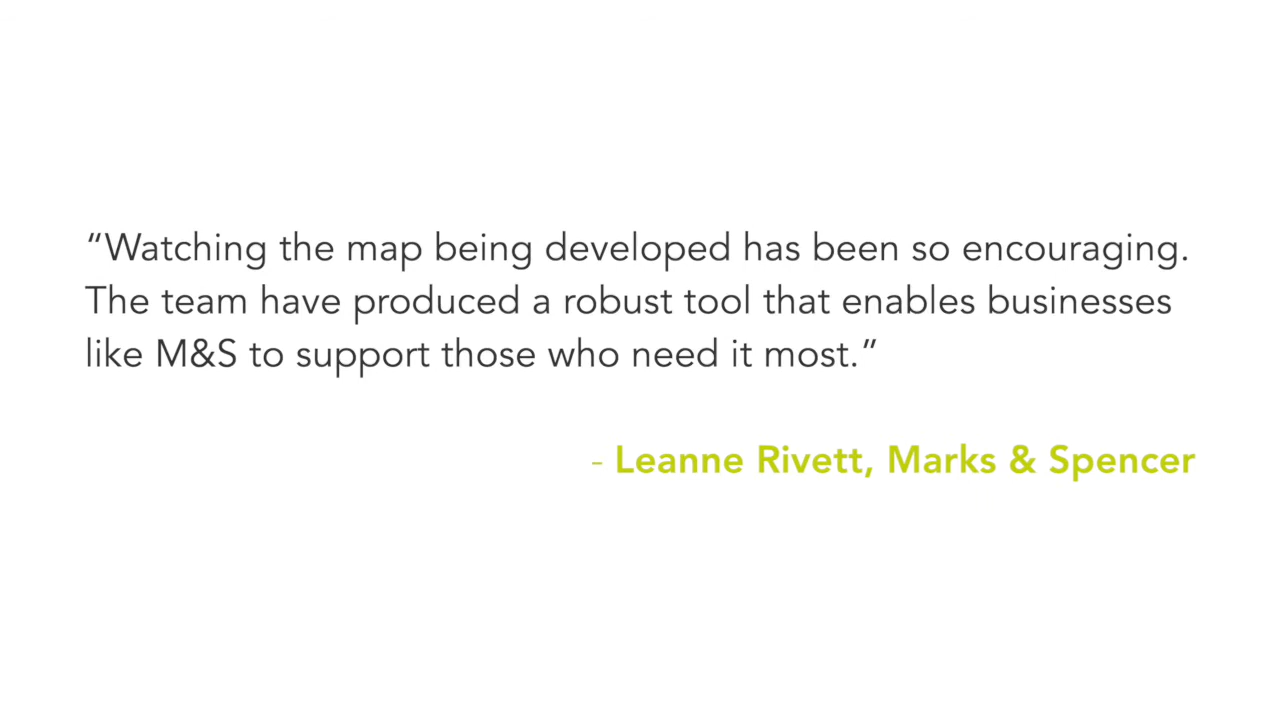 “Watching the map being developed has been so encouraging.
The team have produced a robust tool that enables businesses
like M&S to support those who need it most.”
- Leanne Rivett, Marks & Spencer